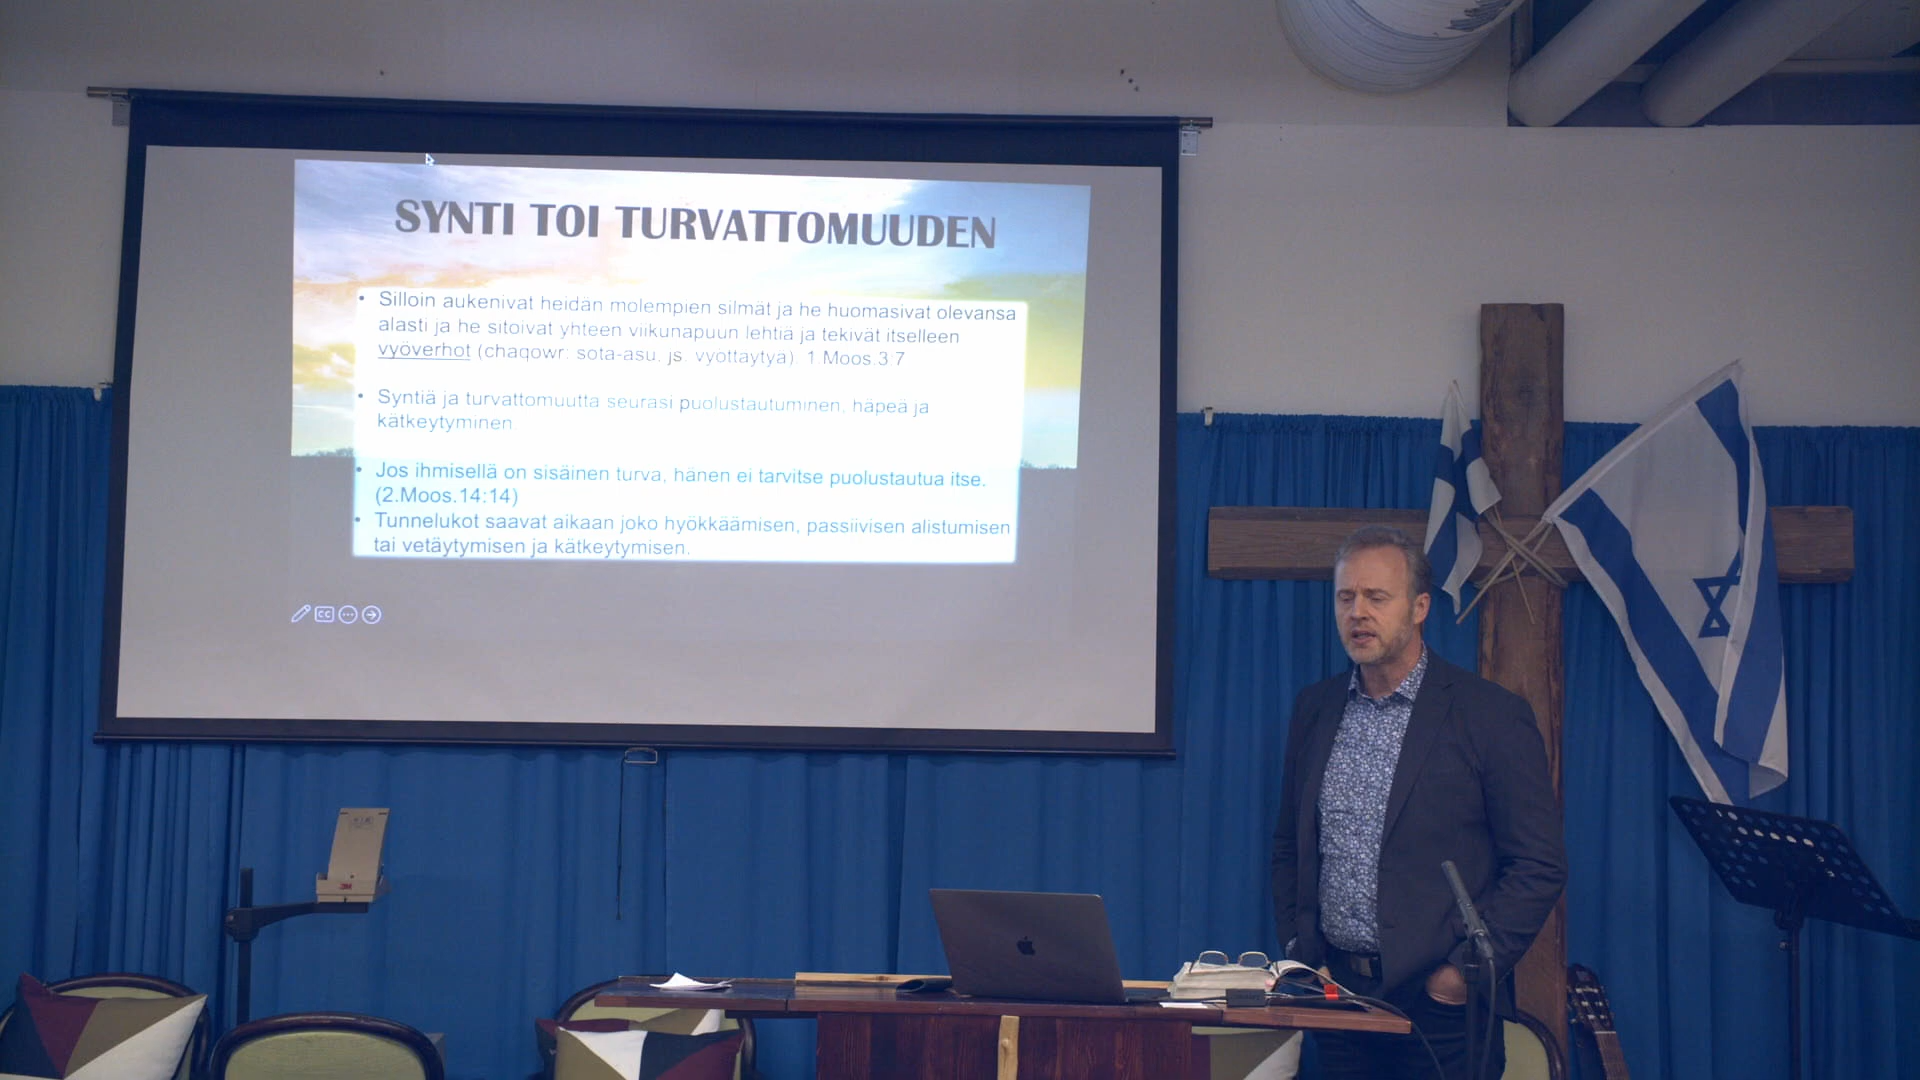 SYNTI TOI TURVATTOMUUDEN
• Silloin aukenivat heidän molempien silmät ja he huomasivat olevansa
alasti ja he sitoivat yhteen viikunapuun lehtiä ja tekivät itselleen
vyöverhot (chaqowr: sota-asu, js. vyöttäytyä). 1.Moos.3:7
• Syntiä ja turvattomuutta seurasi puolustautuminen, häpeä ja
kätkeytyminen.
• Jos ihmisellä on sisäinen turva, hänen ei tarvitse puolustautua itse.
(2.Moos.14:14)
• Tunnelukot saavat aikaan joko hyökkäämisen, passiivisen alistumisen
tai vetäytymisen ja kätkeytymisen.
CC
3M